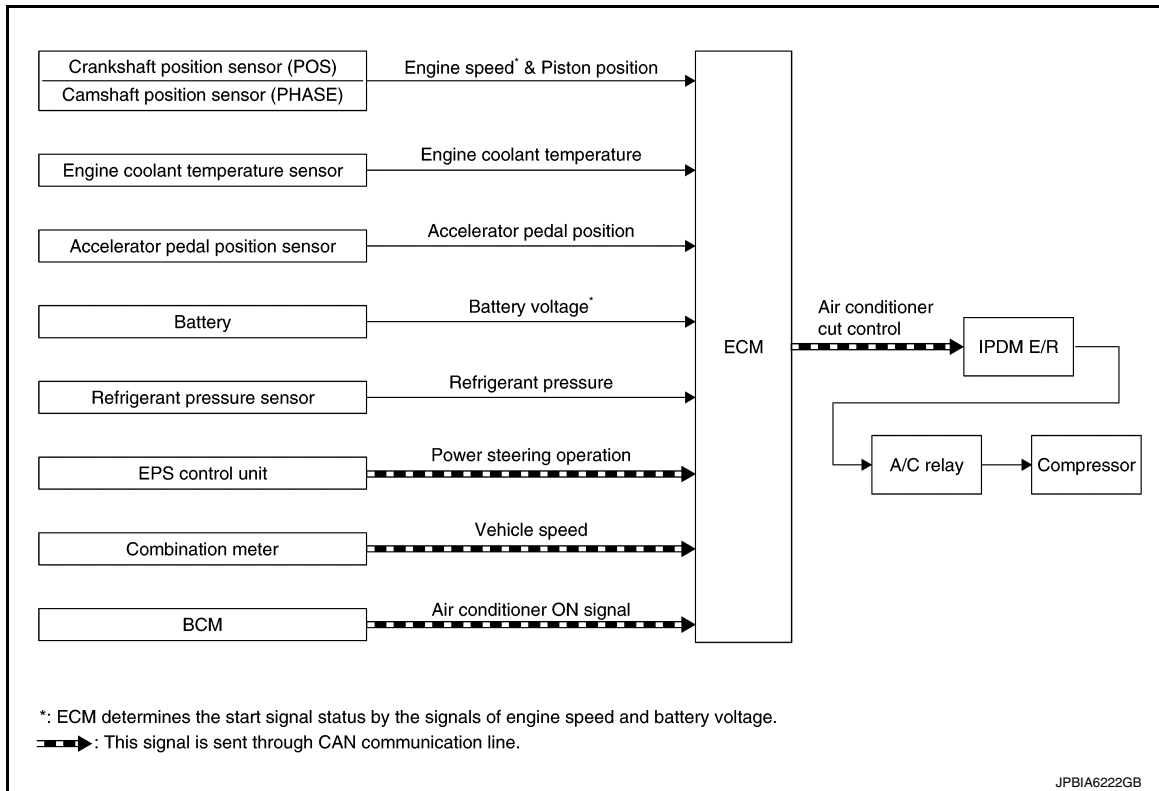 Crankshaft position sensor (POS)
Camshaft position sensor (PHASE)
Engine speed* & Piston position
Engine coolant temperature sensor
Engine coolant temperature
Accelerator pedal position sensor
Accelerator pedal position
Battery
Battery voltage*
Refrigerant pressure sensor
Refrigerant pressure
EPS control unit
Power steering operation
Combination meter
Vehicle speed
BCM
Air conditioner ON signal
ECM
Air conditioner
cut control
IPDM E/R
A/C relay
Compressor
*: ECM determines the start signal status by the signals of engine speed and battery voltage.
: This signal is sent through CAN communication line.
JPBIA6222GB